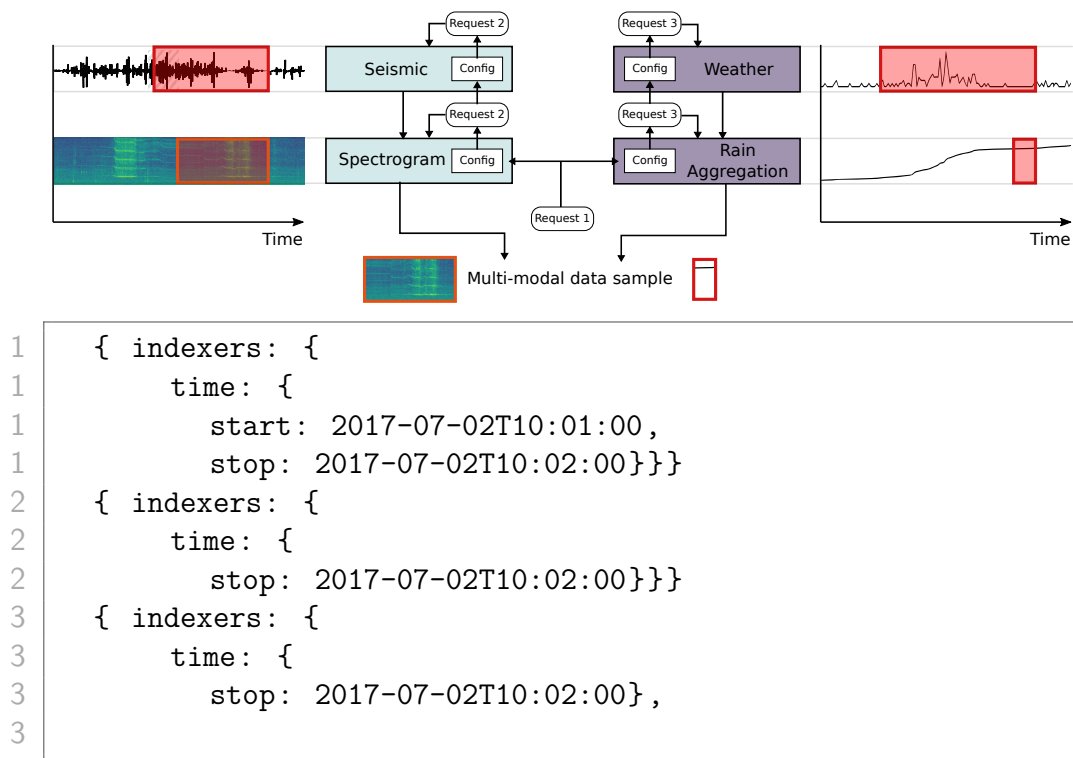 Request 2
Request 3
Seismic
Config
Config
Weather
Request 2
Request 3
Spectrogram
Config
Config
Rain
Aggregation
Request 1
Time
Time
Multi-modal data sample
1 { indexers: {
1 time: {
1 start: 2017-07-02T10:01:00,
1 stop: 2017-07-02T10:02:00}}}
2 { indexers: {
2 time: {
2 stop: 2017-07-02T10:02:00}}}
3 { indexers: {
3 time: {
3 stop: 2017-07-02T10:02:00},
3